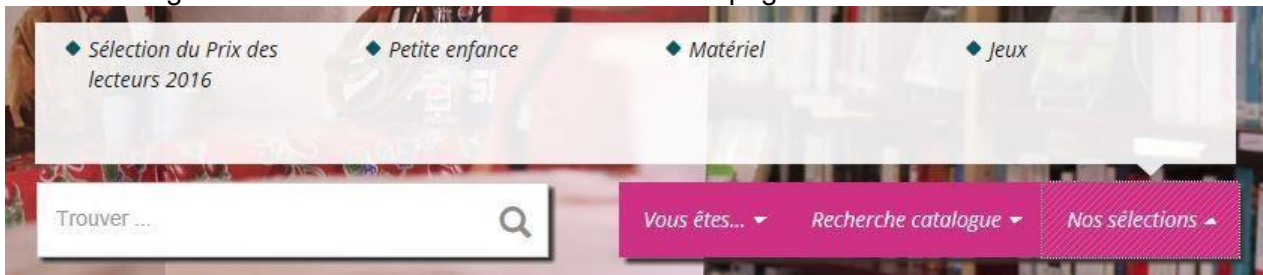 Sélection du Prix des
lecteurs 2016
Petite enfance
Matériel
Jeux
Trouver ...
Vous êtes...
Recherche catalogue
Nos sélections